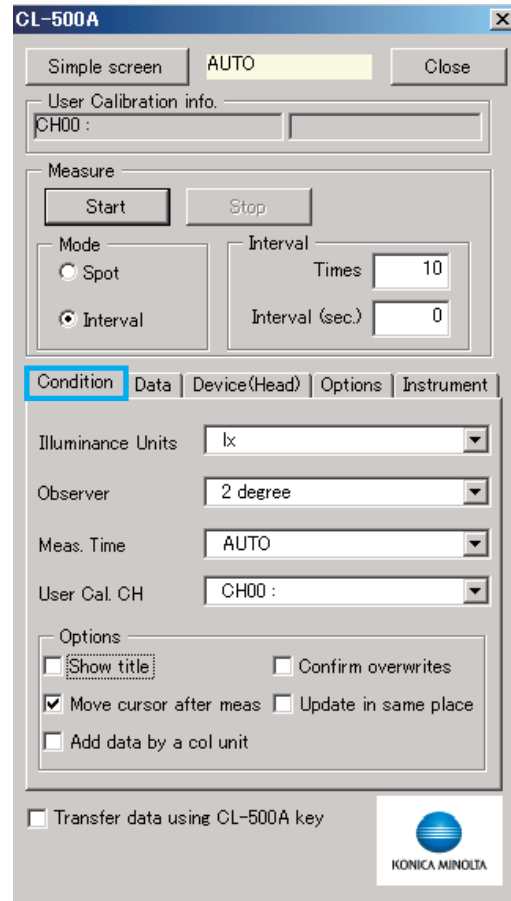 CL-500A
Simple screen AUTO Close
User Calibration info.
CH00 :
Measure
Start Stop
Mode Interval
Spot Times 10
Interval Interval (sec.) 0
Condition Data Device(Head) Options Instrument
Illuminance Units lx
Observer 2 degree
Meas. Time AUTO
User Cal. CH CH00 :
Options
Show title Confirm overwrites
Move cursor after meas Update in same place
Add data by a col unit
Transfer data using CL-500A key
KONICA MINOLTA